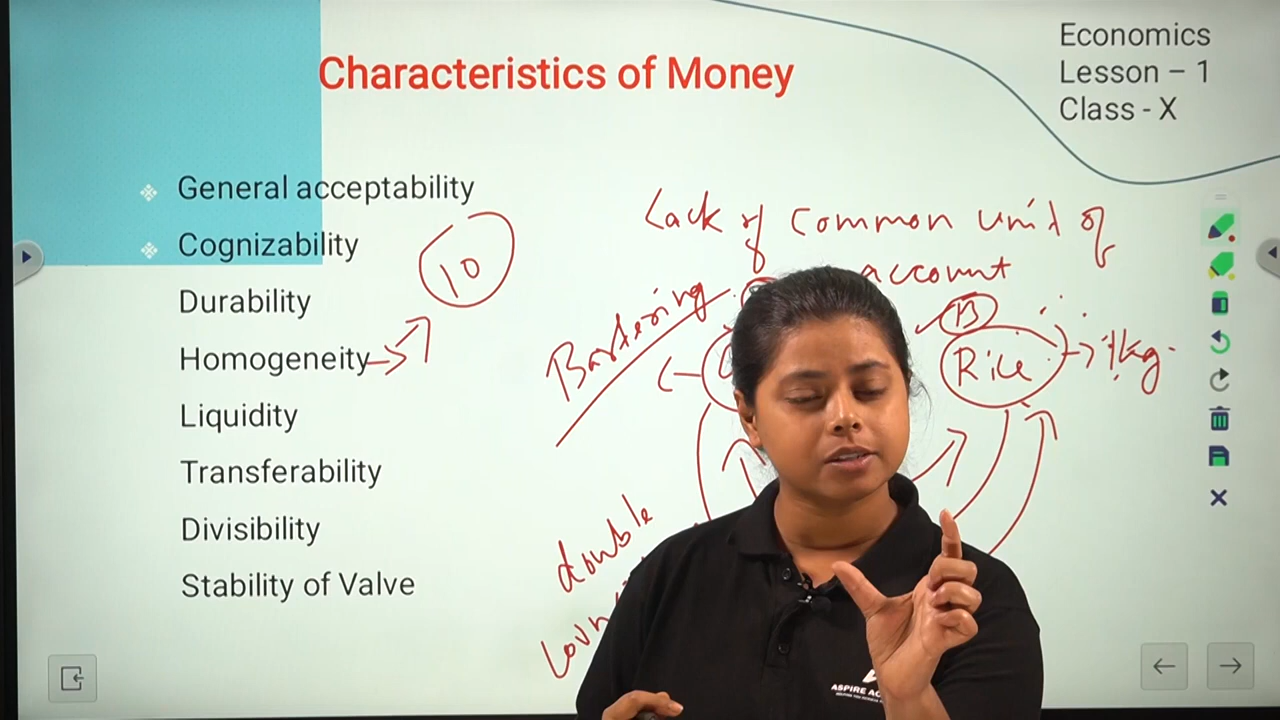 Characteristics of Money
Economics
Lesson – 1
Class - X
General acceptability
Cognizability
Durability
Homogeneity
Liquidity
Transferability
Divisibility
Stability of Valve
10
Lack of common unit of
account
Bartering
B
Rice
1kg
double
ASPIRE